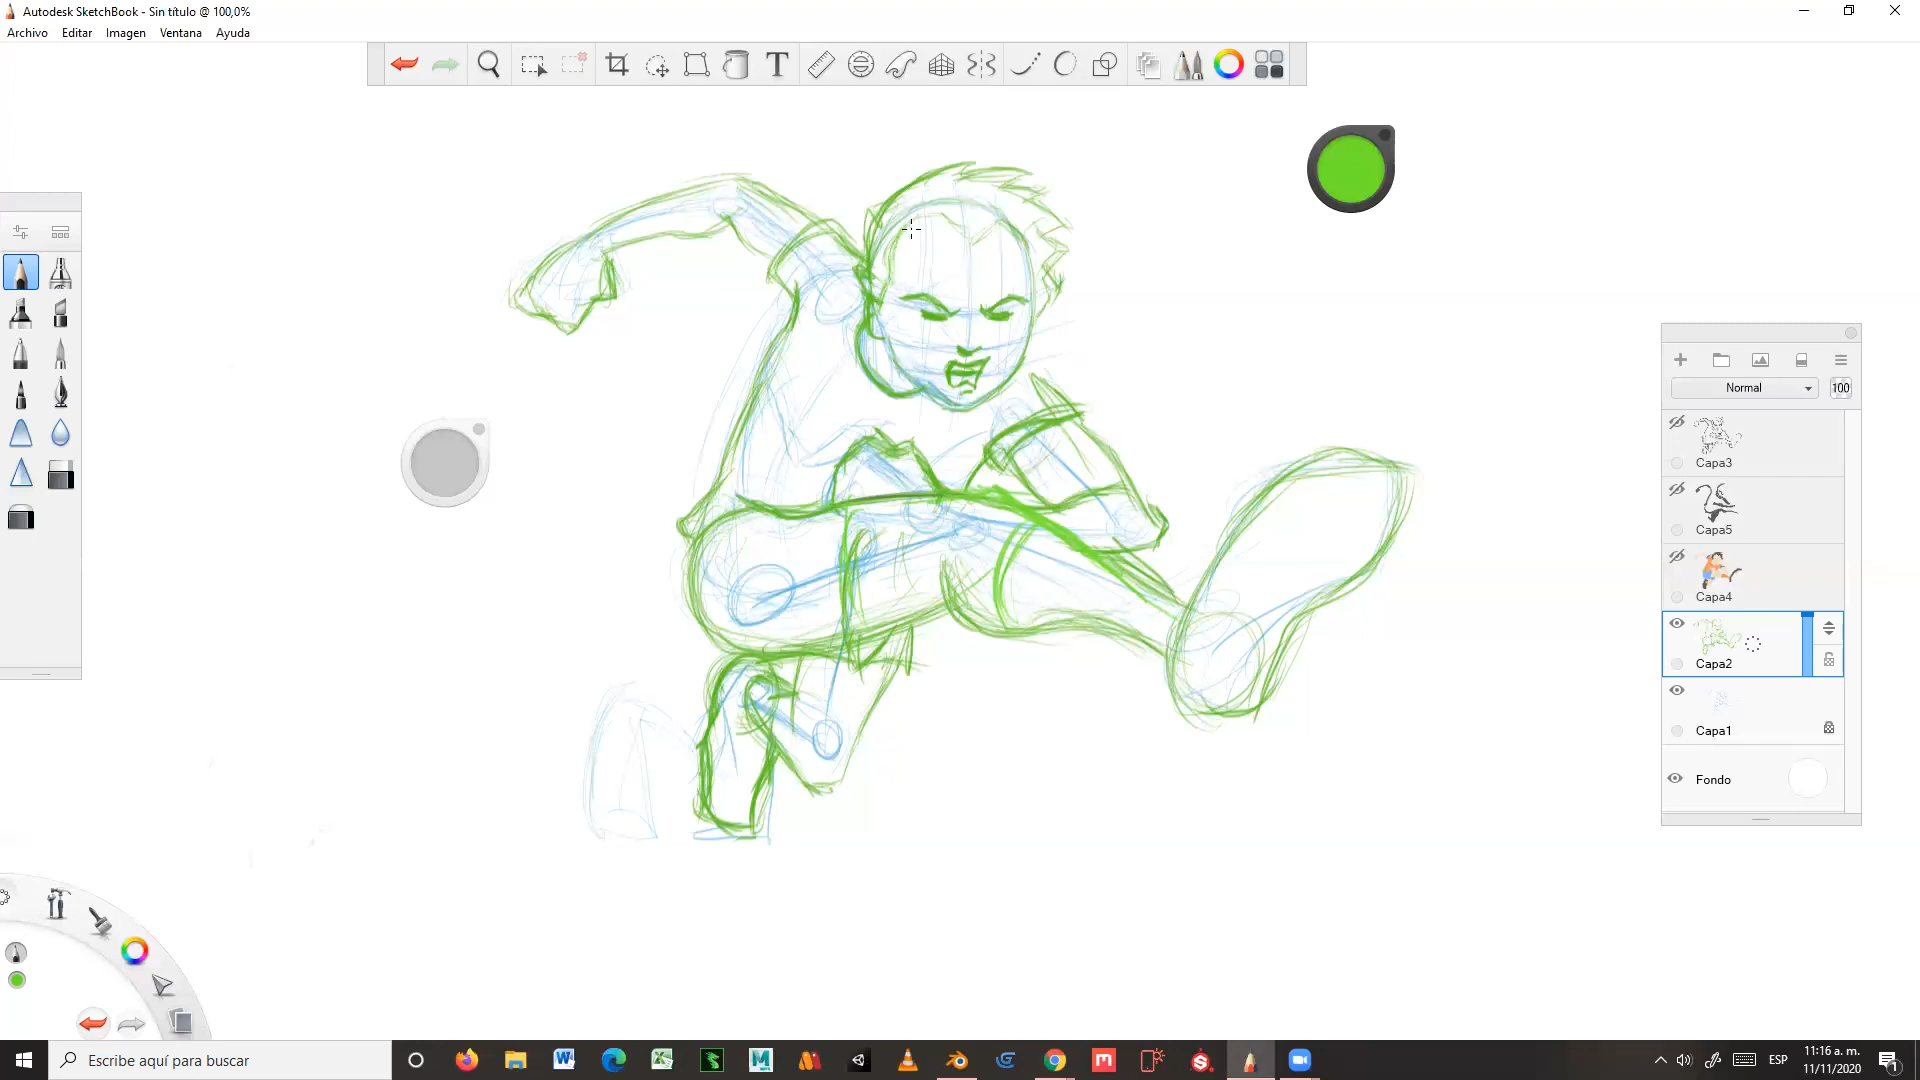 Autodesk SketchBook - Sin título @ 100,0%
Archivo Editar Imagen Ventana Ayuda
T
Normal 100
Capa3
Capa5
Capa4
Capa2
Capa1
Fondo
Escribe aquí para buscar
ESP
11:16 a. m.
11/11/2020
1